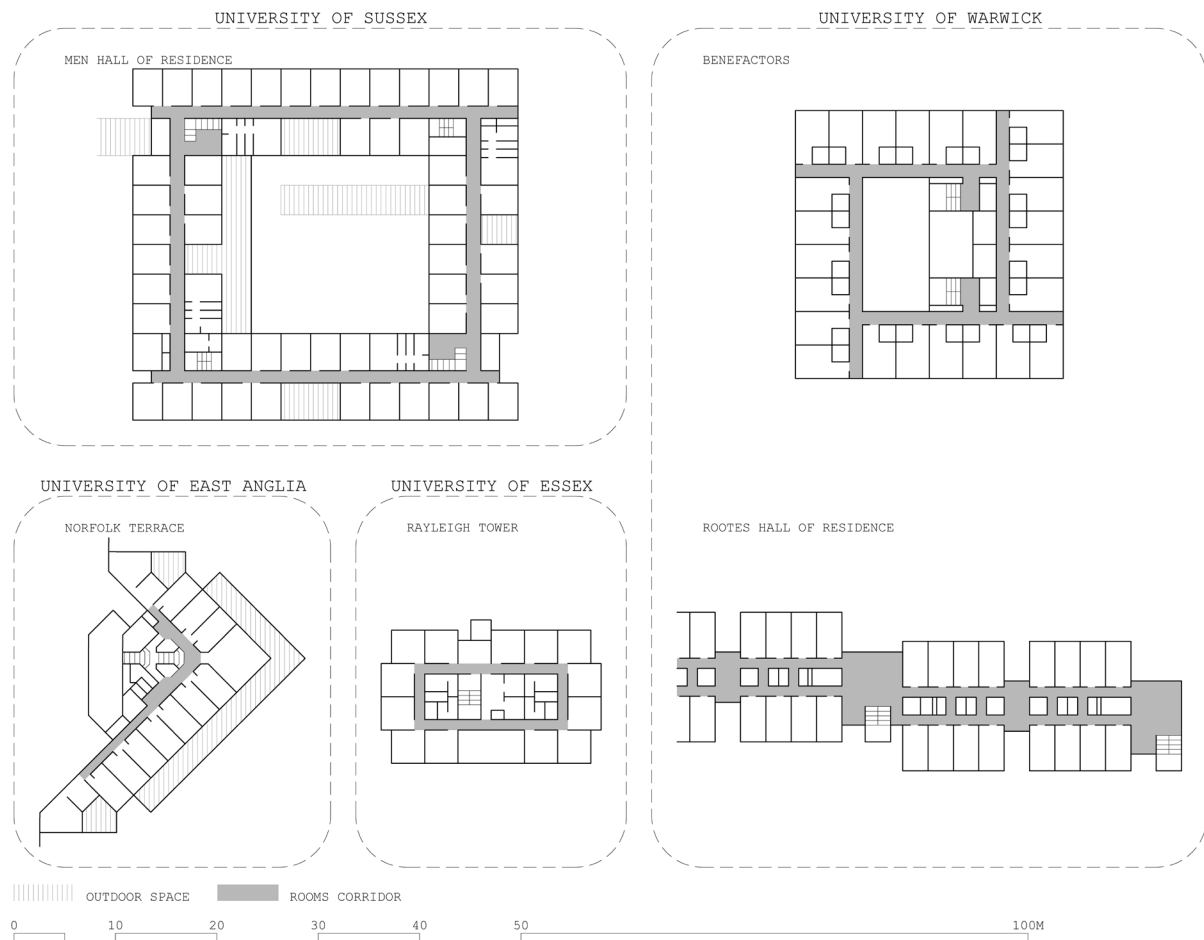 UNIVERSITY OF SUSSEX
MEN HALL OF RESIDENCE
UNIVERSITY OF WARWICK
BENEFACTORS
UNIVERSITY OF EAST ANGLIA
NORFOLK TERRACE
UNIVERSITY OF ESSEX
RAYLEIGH TOWER
ROOTES HALL OF RESIDENCE
OUTDOOR SPACE
ROOMS CORRIDOR
0 10 20 30 40 50 100M